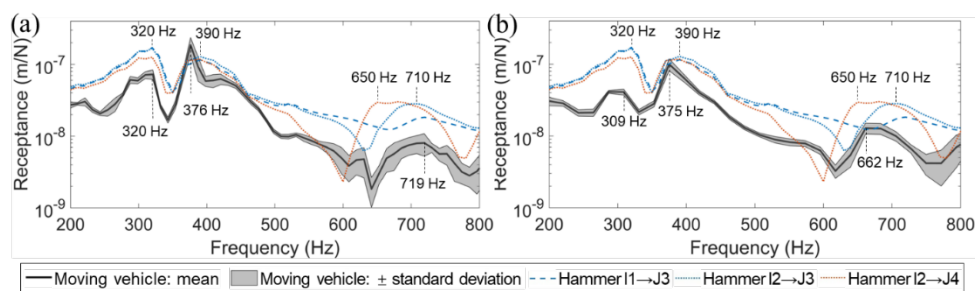 (a)
320 Hz
390 Hz
650 Hz
710 Hz
376 Hz
320 Hz
719 Hz
Receptance (m/N)
10-7
10-8
10-9
200 300 400 500 600 700 800
Frequency (Hz)
(b)
320 Hz
390 Hz
650 Hz
710 Hz
309 Hz
375 Hz
662 Hz
Receptance (m/N)
10-7
10-8
10-9
200 300 400 500 600 700 800
Frequency (Hz)
Moving vehicle: mean Moving vehicle: ± standard deviation Hammer I1→J3 Hammer I2→J3 Hammer I2→J4